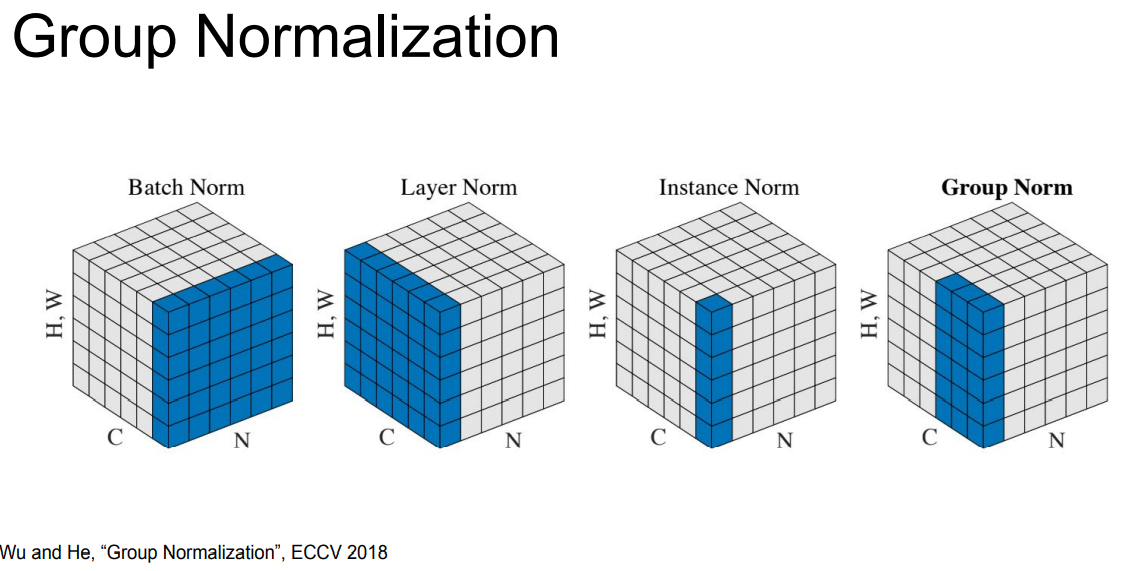 Group Normalization
Batch Norm
Layer Norm
Instance Norm
Group Norm
H, W
C
N
H, W
C
N
H, W
C
N
H, W
C
N
Wu and He, “Group Normalization”, ECCV 2018